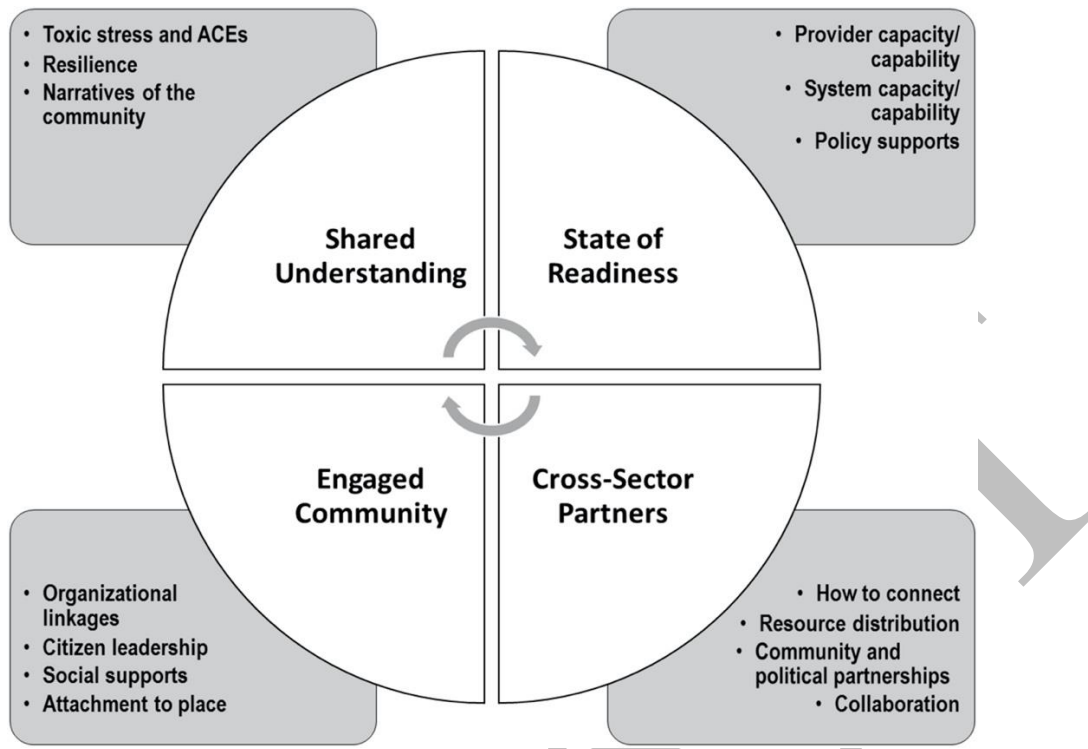 • Toxic stress and ACEs
• Resilience
• Narratives of the
community
• Provider capacity/
capability
• System capacity/
capability
• Policy supports
Shared
Understanding
State of
Readiness
Engaged
Community
Cross-Sector
Partners
• Organizational
linkages
• Citizen leadership
• Social supports
• Attachment to place
• How to connect
• Resource distribution
• Community and
political partnerships
• Collaboration